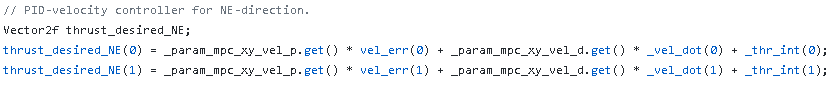 // PID-velocity controller for NE-direction.
Vector2f thrust_desired_NE;
thrust_desired_NE(0) = _param_mpc_xy_vel_p.get() * vel_err(0) + _param_mpc_xy_vel_d.get() * _vel_dot(0) + _thr_int(0);
thrust_desired_NE(1) = _param_mpc_xy_vel_p.get() * vel_err(1) + _param_mpc_xy_vel_d.get() * _vel_dot(1) + _thr_int(1);